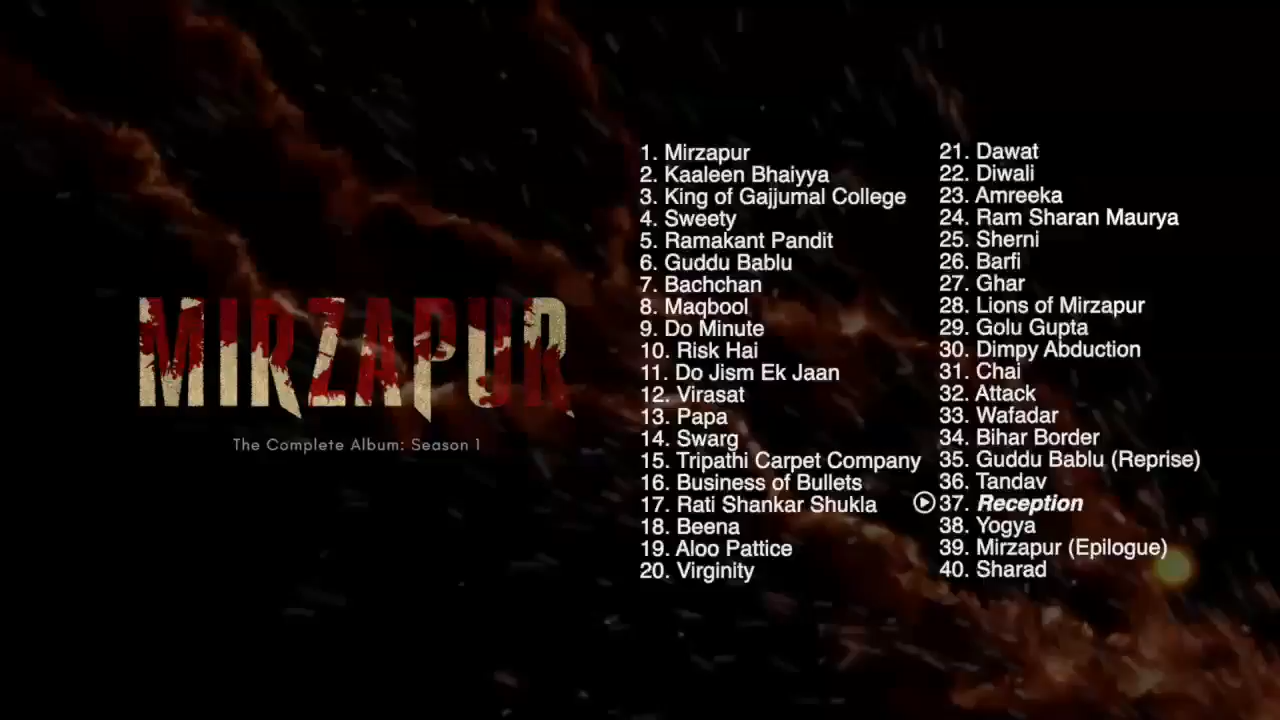 MIRZAPUR
The Complete Album: Season 1
1. Mirzapur
2. Kaaleen Bhaiyya
3. King of Gajjumal College
4. Sweety
5. Ramakant Pandit
6. Guddu Bablu
7. Bachchan
8. Maqbool
9. Do Minute
10. Risk Hai
11. Do Jism Ek Jaan
12. Virasat
13. Papa
14. Swarg
15. Tripathi Carpet Company
16. Business of Bullets
17. Rati Shankar Shukla
18. Beena
19. Aloo Pattice
20. Virginity
21. Dawat
22. Diwali
23. Amreeka
24. Ram Sharan Maurya
25. Sherni
26. Barfi
27. Ghar
28. Lions of Mirzapur
29. Golu Gupta
30. Dimpy Abduction
31. Chai
32. Attack
33. Wafadar
34. Bihar Border
35. Guddu Bablu (Reprise)
36. Tandav
37. Reception
38. Yogya
39. Mirzapur (Epilogue)
40. Sharad